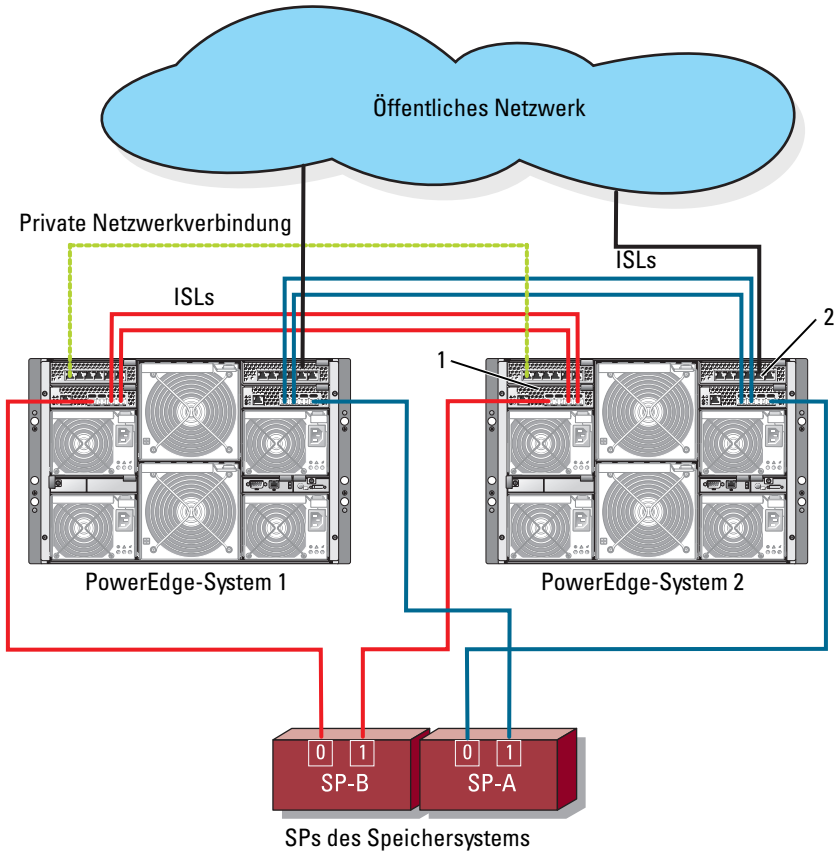 Öffentliches Netzwerk
Private Netzwerkverbindung
ISLs
ISLs
1
2
PowerEdge-System 1
PowerEdge-System 2
0 1
0 1
SP-B
SP-A
SPs des Speichersystems